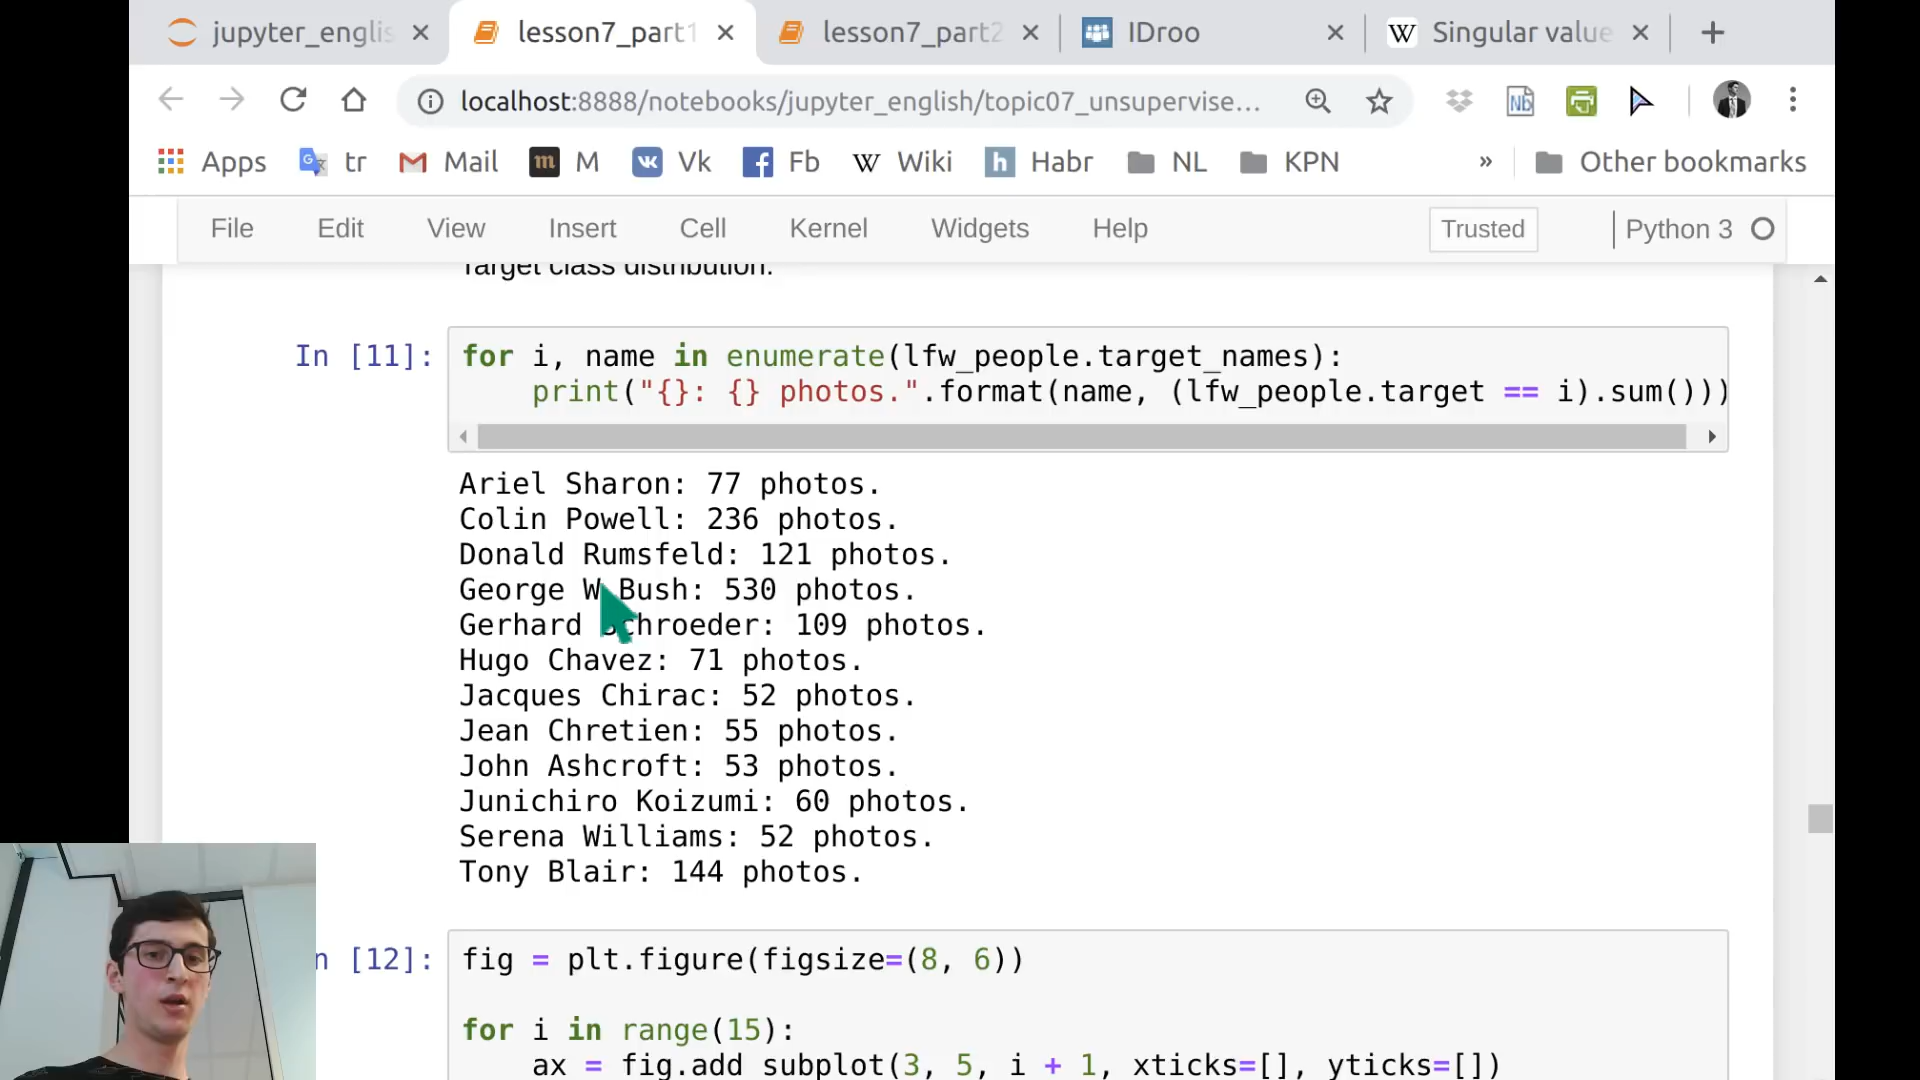 jupyter_englis
lesson7_part1
lesson7_part2
IDroo
Singular value
localhost:8888/notebooks/jupyter_english/topic07_unsupervise...
Apps
tr
Mail
m M
Vk
Fb
W Wiki
h Habr
NL
KPN
»
Other bookmarks
File Edit View Insert Cell Kernel Widgets Help
Trusted
Python 3
Target class distribution:
In [11]:
for i, name in enumerate(lfw_people.target_names):
print("{}: {} photos.".format(name, (lfw_people.target == i).sum()))
Ariel Sharon: 77 photos.
Colin Powell: 236 photos.
Donald Rumsfeld: 121 photos.
George W Bush: 530 photos.
Gerhard Schroeder: 109 photos.
Hugo Chavez: 71 photos.
Jacques Chirac: 52 photos.
Jean Chretien: 55 photos.
John Ashcroft: 53 photos.
Junichiro Koizumi: 60 photos.
Serena Williams: 52 photos.
Tony Blair: 144 photos.
n [12]:
fig = plt.figure(figsize=(8, 6))
for i in range(15):
ax = fig.add_subplot(3, 5, i + 1, xticks=[], yticks=[])